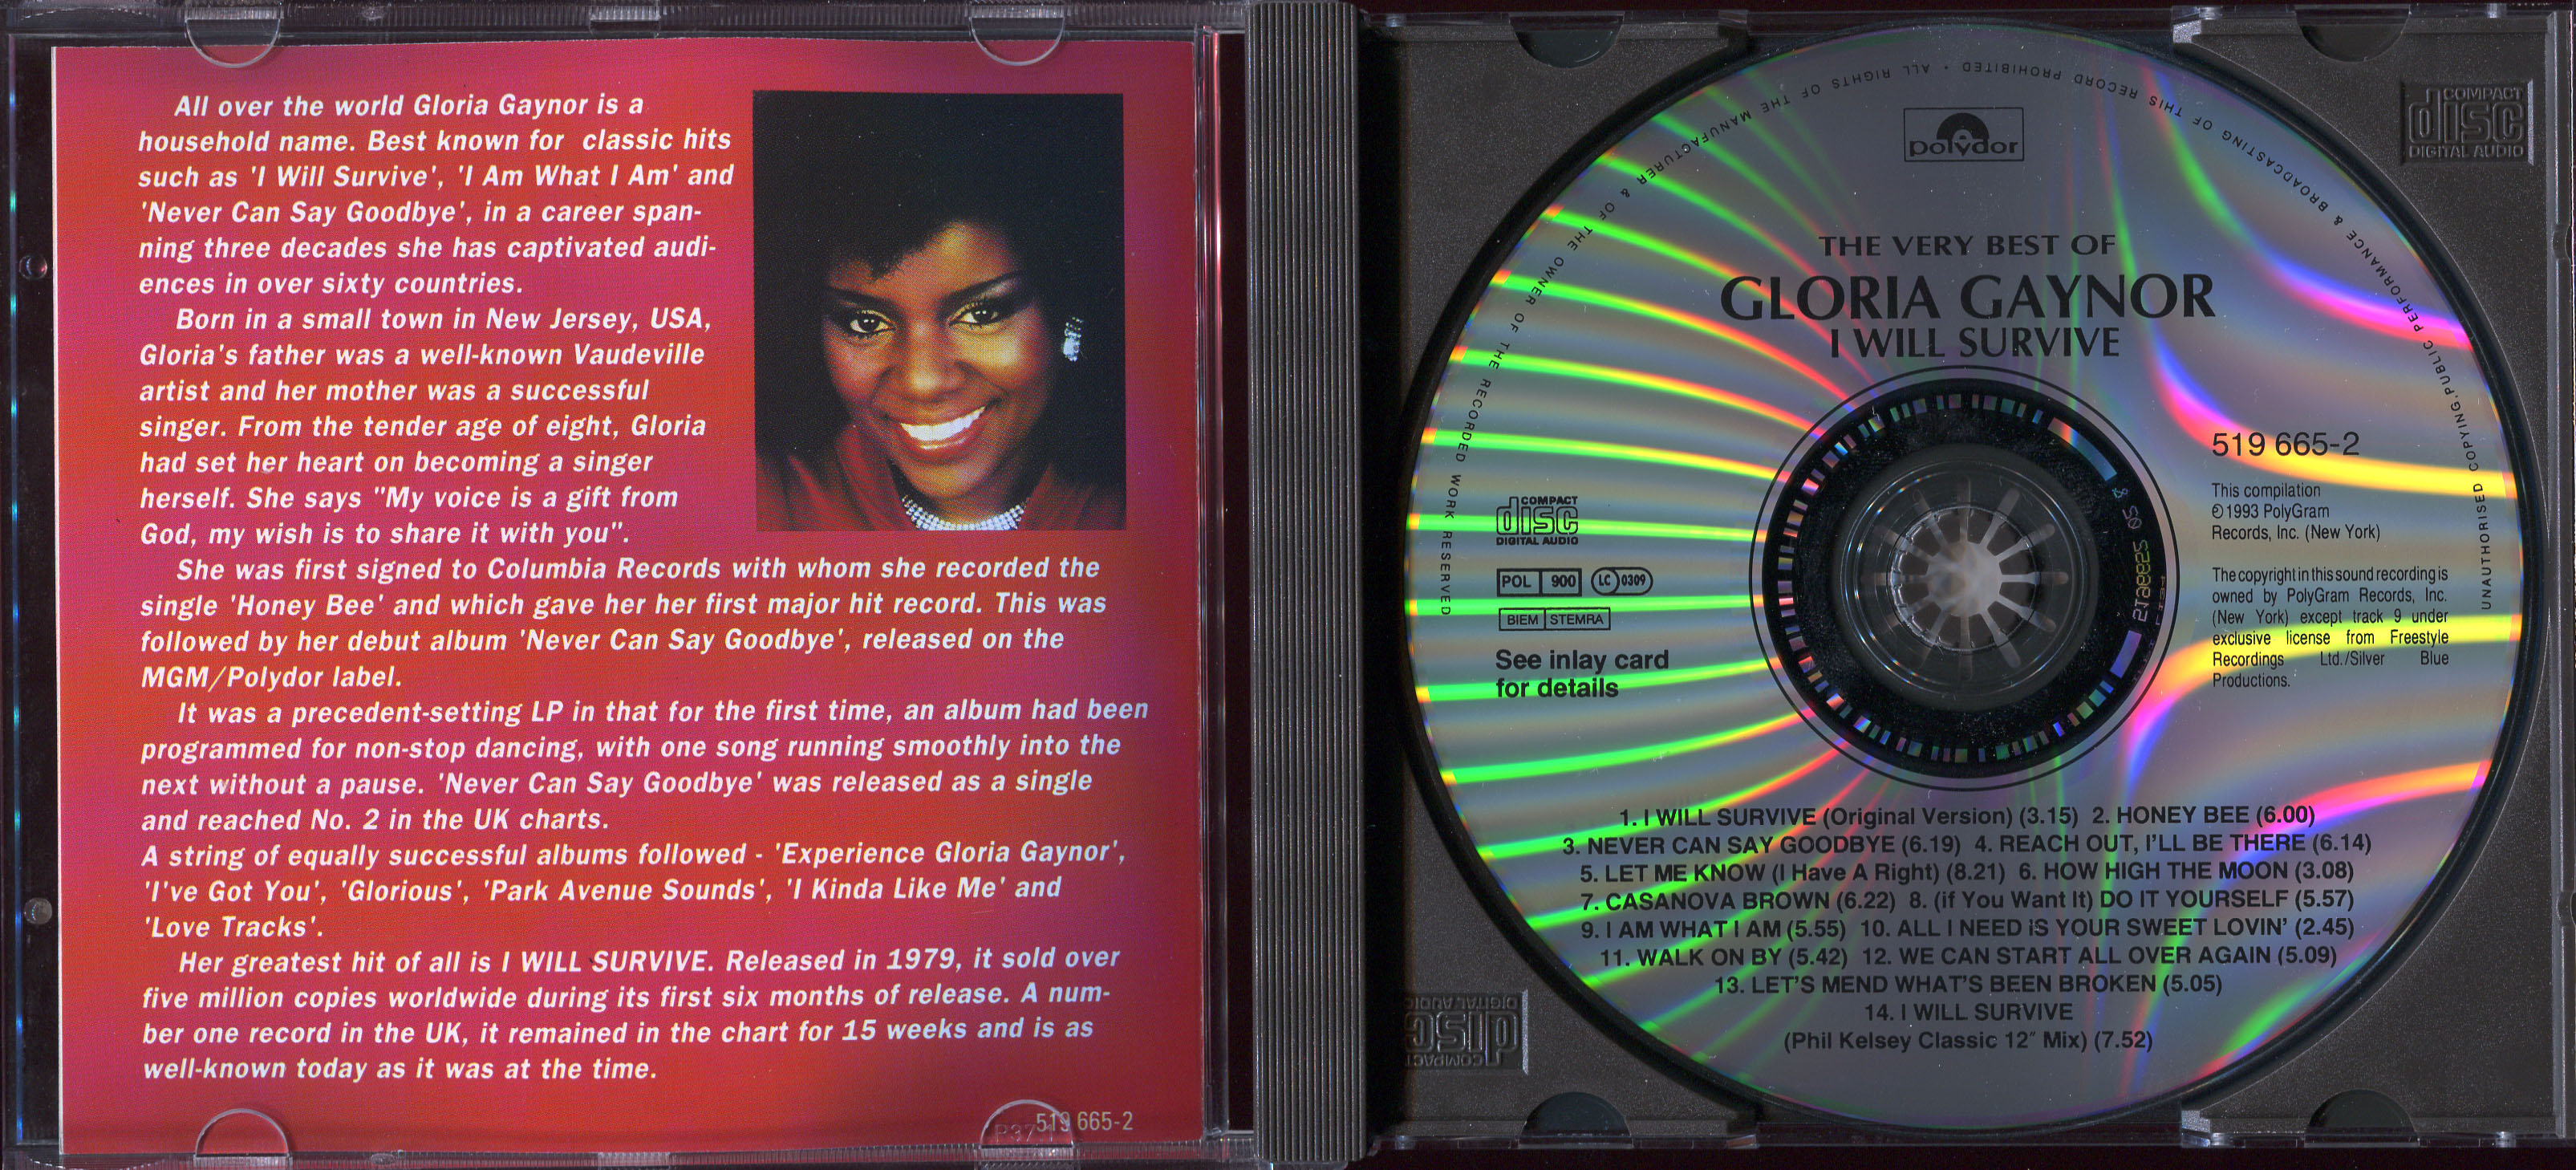 All over the world Gloria Gaynor is a
household name. Best known for classic hits
such as 'I Will Survive', 'I Am What I Am' and
'Never Can Say Goodbye', in a career span-
ning three decades she has captivated audi-
ences in over sixty countries.
Born in a small town in New Jersey, USA,
Gloria's father was a well-known Vaudeville
artist and her mother was a successful
singer. From the tender age of eight, Gloria
had set her heart on becoming a singer
herself. She says "My voice is a gift from
God, my wish is to share it with you".
She was first signed to Columbia Records with whom she recorded the
single 'Honey Bee' and which gave her her first major hit record. This was
followed by her debut album 'Never Can Say Goodbye', released on the
MGM/Polydor label.
It was a precedent-setting LP in that for the first time, an album had been
programmed for non-stop dancing, with one song running smoothly into the
next without a pause. 'Never Can Say Goodbye' was released as a single
and reached No. 2 in the UK charts.
A string of equally successful albums followed - 'Experience Gloria Gaynor',
'I've Got You', 'Glorious', 'Park Avenue Sounds', 'I Kinda Like Me' and
'Love Tracks'.
Her greatest hit of all is I WILL SURVIVE. Released in 1979, it sold over
five million copies worldwide during its first six months of release. A num-
ber one record in the UK, it remained in the chart for 15 weeks and is as
well-known today as it was at the time.
519 665-2
ALL RIGHTS OF THE MANUFACTURER & OF THE OWNER OF THE RECORDED WORK RESERVED
UNAUTHORISED COPYING, PUBLIC PERFORMANCE & BROADCASTING OF THIS RECORD PROHIBITED •
polydor
COMPACT
disc
DIGITAL AUDIO
THE VERY BEST OF
GLORIA GAYNOR
I WILL SURVIVE
519 665-2
This compilation
℗ 1993 PolyGram
Records, Inc. (New York)
The copyright in this sound recording is
owned by PolyGram Records, Inc.
(New York) except track 9 under
exclusive license from Freestyle
Recordings Ltd./Silver Blue
Productions.
COMPACT
disc
DIGITAL AUDIO
POL 900 LC 0309
BIEM STEMRA
See inlay card
for details
1. I WILL SURVIVE (Original Version) (3.15) 2. HONEY BEE (6.00)
3. NEVER CAN SAY GOODBYE (6.19) 4. REACH OUT, I'LL BE THERE (6.14)
5. LET ME KNOW (I Have A Right) (8.21) 6. HOW HIGH THE MOON (3.08)
7. CASANOVA BROWN (6.22) 8. (if You Want It) DO IT YOURSELF (5.57)
9. I AM WHAT I AM (5.55) 10. ALL I NEED IS YOUR SWEET LOVIN' (2.45)
11. WALK ON BY (5.42) 12. WE CAN START ALL OVER AGAIN (5.09)
13. LET'S MEND WHAT'S BEEN BROKEN (5.05)
14. I WILL SURVIVE
(Phil Kelsey Classic 12" Mix) (7.52)
COMPACT
disc
DIGITAL AUDIO